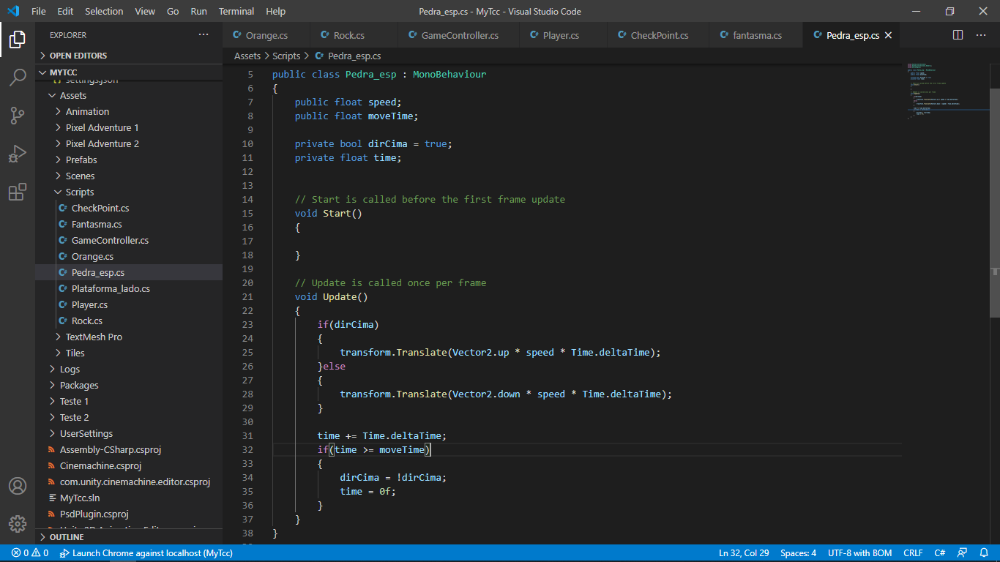 File Edit Selection View Go Run Terminal Help Pedra_esp.cs - MyTcc - Visual Studio Code
EXPLORER
OPEN EDITORS
MYTCC
settings.json
Assets
Animation
Pixel Adventure 1
Pixel Adventure 2
Prefabs
Scenes
Scripts
CheckPoint.cs
Fantasma.cs
GameController.cs
Orange.cs
Pedra_esp.cs
Plataforma_lado.cs
Player.cs
Rock.cs
TextMesh Pro
Tiles
Logs
Packages
Teste 1
Teste 2
UserSettings
Assembly-CSharp.csproj
Cinemachine.csproj
com.unity.cinemachine.editor.csproj
MyTcc.sln
PsdPlugin.csproj
OUTLINE
Orange.cs Rock.cs GameController.cs Player.cs CheckPoint.cs fantasma.cs Pedra_esp.cs
Assets > Scripts > Pedra_esp.cs
5 public class Pedra_esp : MonoBehaviour
6 {
7 public float speed;
8 public float moveTime;
9
10 private bool dirCima = true;
11 private float time;
12
13
14 // Start is called before the first frame update
15 void Start()
16 {
17
18 }
19
20 // Update is called once per frame
21 void Update()
22 {
23 if(dirCima)
24 {
25 transform.Translate(Vector2.up * speed * Time.deltaTime);
26 }else
27 {
28 transform.Translate(Vector2.down * speed * Time.deltaTime);
29 }
30
31 time += Time.deltaTime;
32 if(time >= moveTime)
33 {
34 dirCima = !dirCima;
35 time = 0f;
36 }
37 }
38 }
0 0 Launch Chrome against localhost (MyTcc) Ln 32, Col 29 Spaces: 4 UTF-8 with BOM CRLF C#